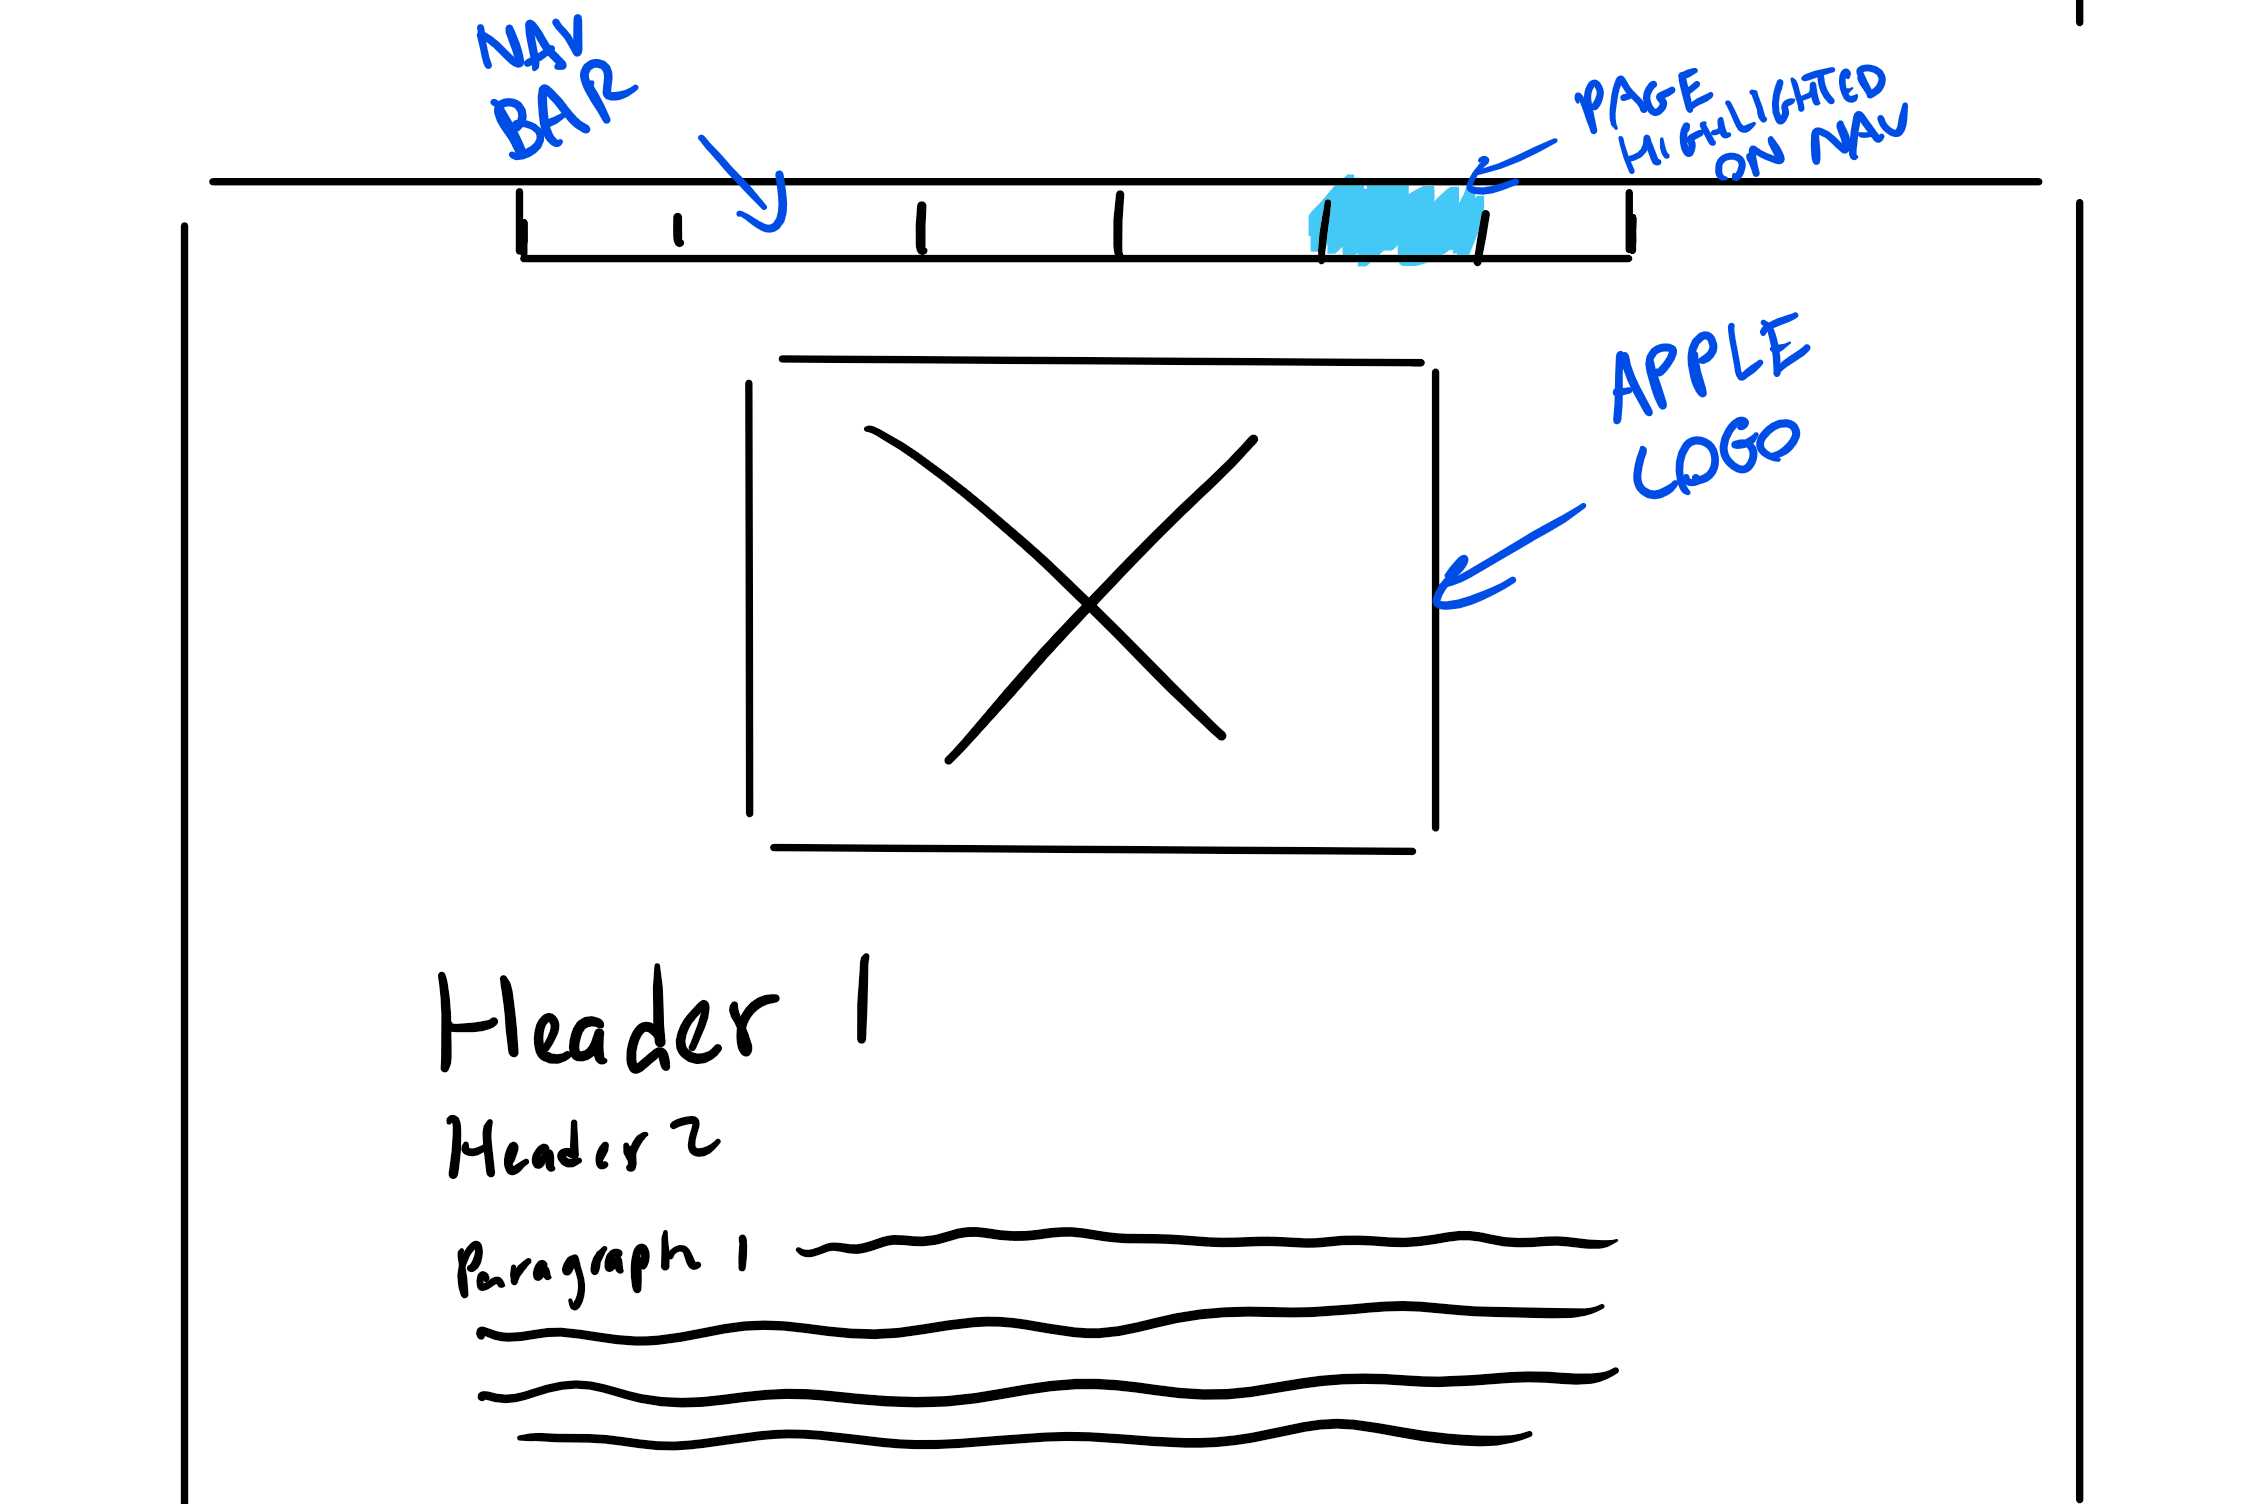 NAV
BAR
PAGE
HIGHLIGHTED
ON NAV
APPLE
LOGO
Header 1
Header 2
Paragraph 1